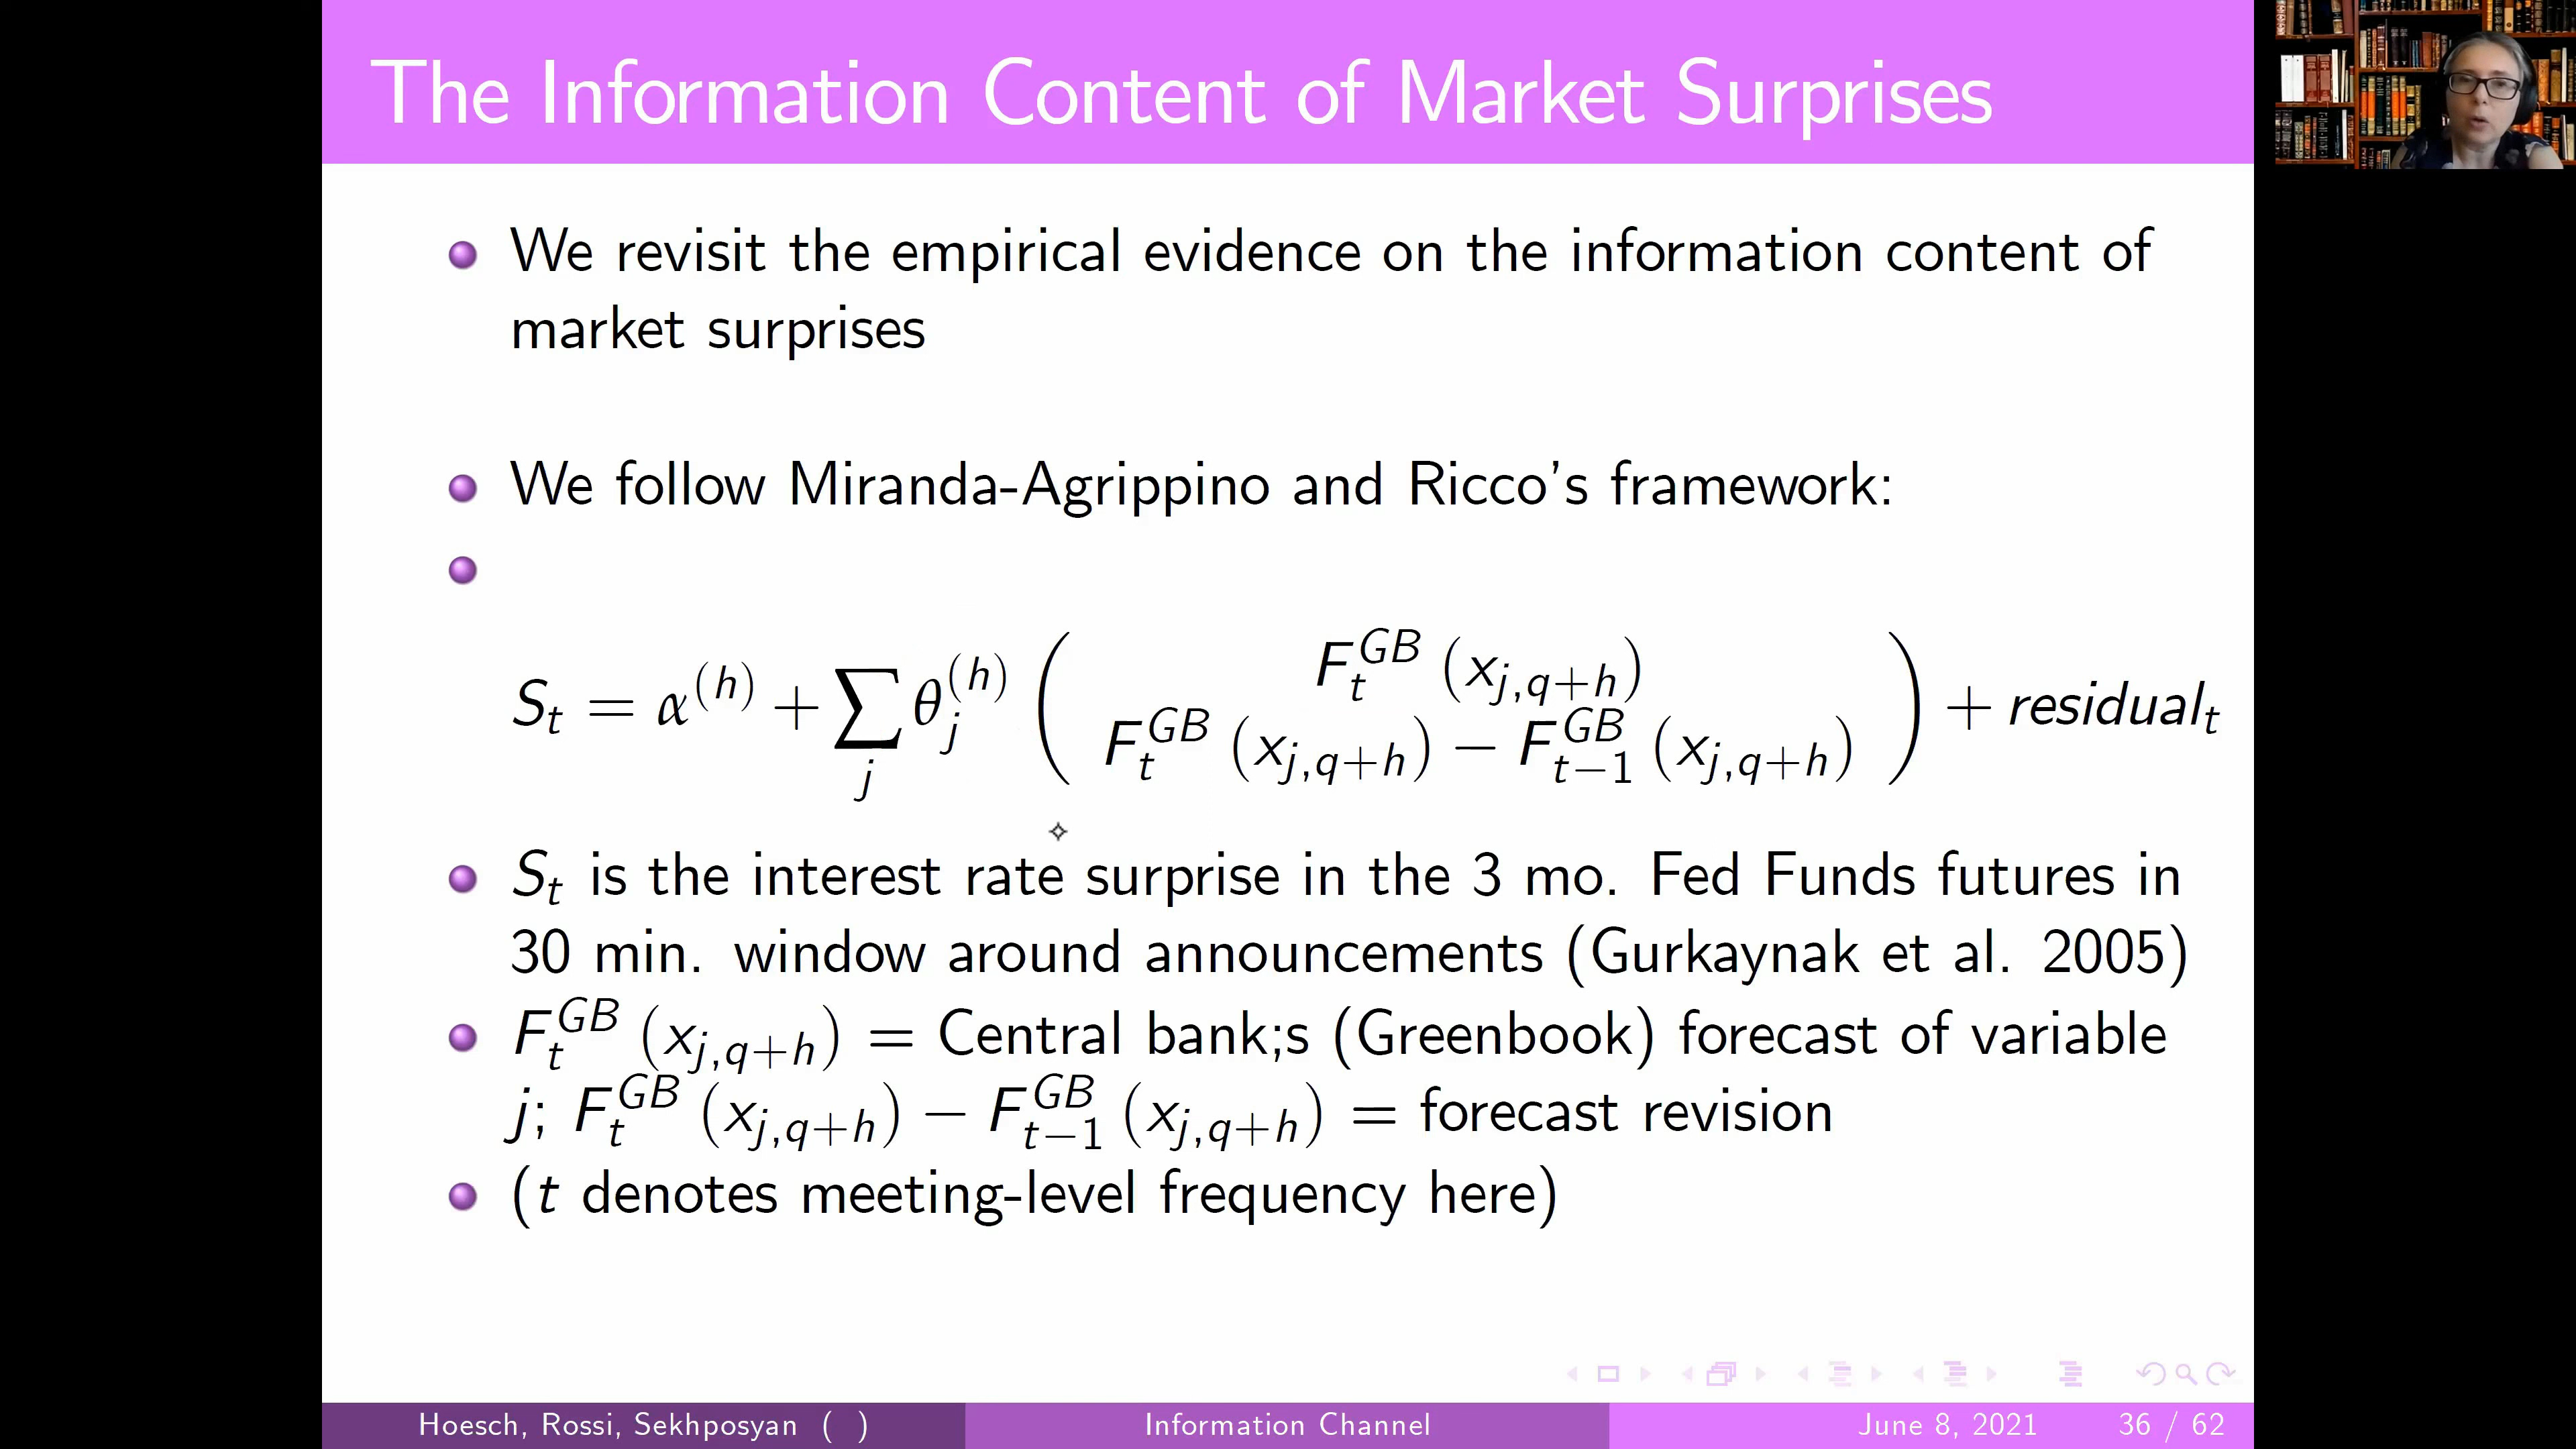 The Information Content of Market Surprises
We revisit the empirical evidence on the information content of
market surprises
We follow Miranda-Agrippino and Ricco's framework:
S_t = α^(h) + ∑_j θ_j^(h) ( F_t^GB (x_{j,q+h})
F_t^GB (x_{j,q+h}) − F_{t−1}^GB (x_{j,q+h}) ) + residual_t
S_t is the interest rate surprise in the 3 mo. Fed Funds futures in
30 min. window around announcements (Gurkaynak et al. 2005)
F_t^GB (x_{j,q+h}) = Central bank;s (Greenbook) forecast of variable
j; F_t^GB (x_{j,q+h}) − F_{t−1}^GB (x_{j,q+h}) = forecast revision
(t denotes meeting-level frequency here)
Hoesch, Rossi, Sekhposyan ( ) Information Channel June 8, 2021 36 / 62